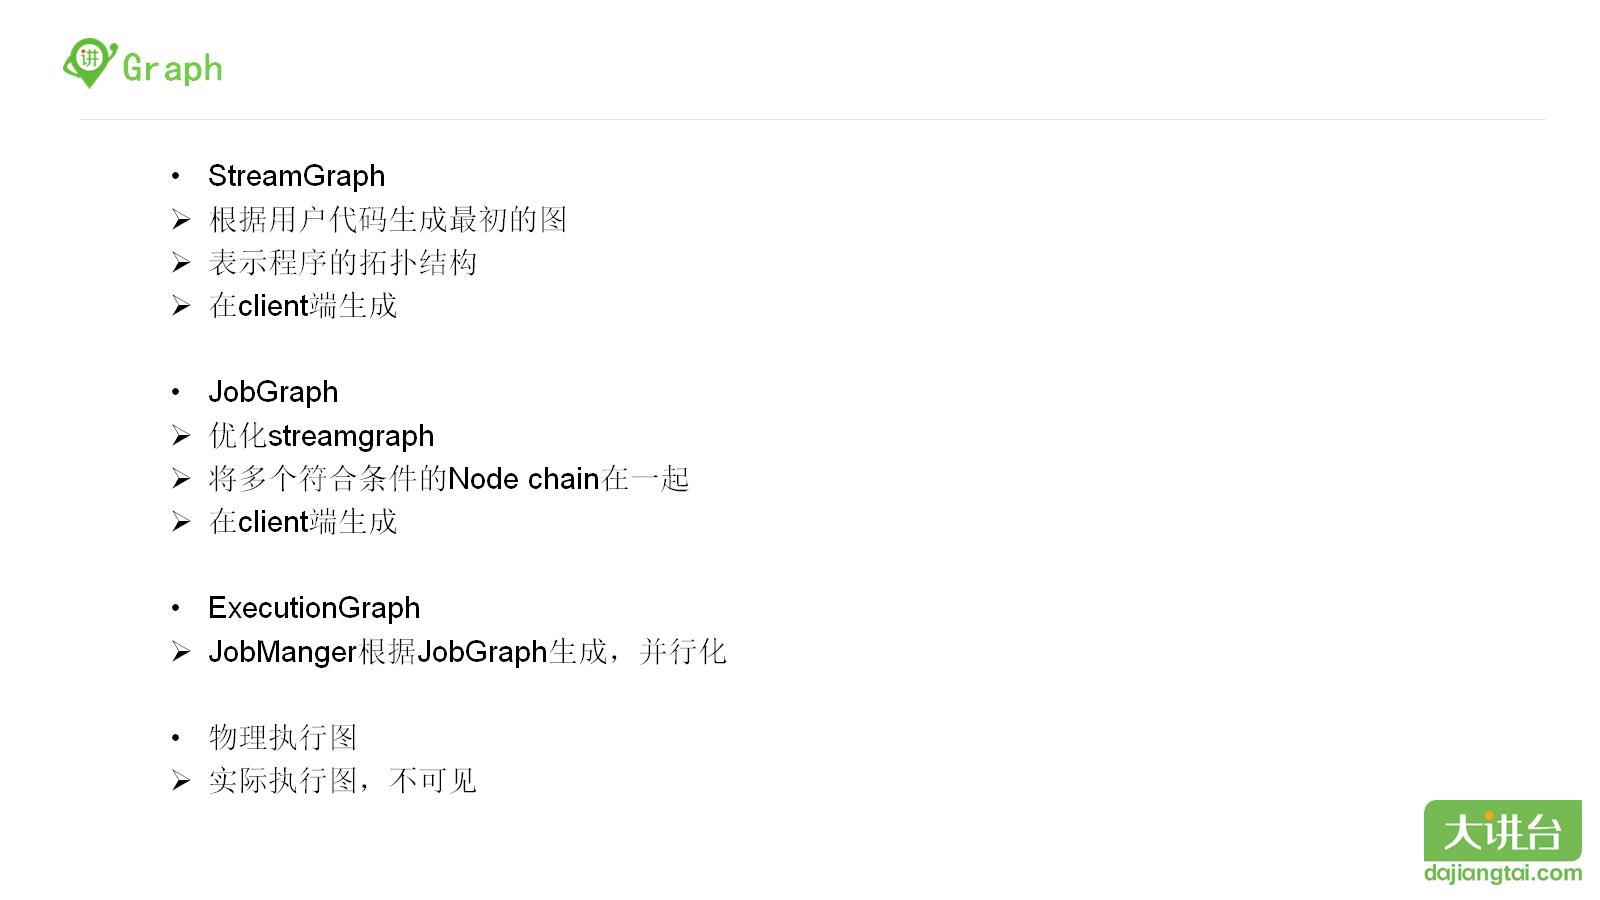 讲 Graph
• StreamGraph
➢ 根据用户代码生成最初的图
➢ 表示程序的拓扑结构
➢ 在client端生成
• JobGraph
➢ 优化streamgraph
➢ 将多个符合条件的Node chain在一起
➢ 在client端生成
• ExecutionGraph
➢ JobManger根据JobGraph生成，并行化
• 物理执行图
➢ 实际执行图，不可见
大讲台
dajiangtai.com